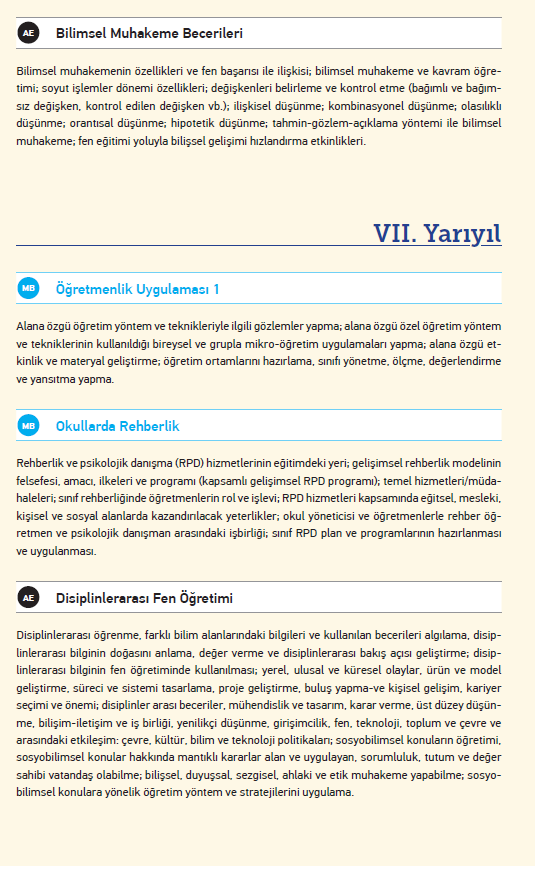 AE Bilimsel Muhakeme Becerileri
Bilimsel muhakemenin özellikleri ve fen başarısı ile ilişkisi; bilimsel muhakeme ve kavram öğre-
timi; soyut işlemler dönemi özellikleri; değişkenleri belirleme ve kontrol etme (bağımlı ve bağım-
sız değişken, kontrol edilen değişken vb.); ilişkisel düşünme; kombinasyonel düşünme; olasılıklı
düşünme; orantısal düşünme; hipotetik düşünme; tahmin-gözlem-açıklama yöntemi ile bilimsel
muhakeme; fen eğitimi yoluyla bilişsel gelişimi hızlandırma etkinlikleri.
VII. Yarıyıl
MB Öğretmenlik Uygulaması 1
Alana özgü öğretim yöntem ve teknikleriyle ilgili gözlemler yapma; alana özgü özel öğretim yöntem
ve tekniklerinin kullanıldığı bireysel ve grupla mikro-öğretim uygulamaları yapma; alana özgü et-
kinlik ve materyal geliştirme; öğretim ortamlarını hazırlama, sınıfı yönetme, ölçme, değerlendirme
ve yansıtma yapma.
MB Okullarda Rehberlik
Rehberlik ve psikolojik danışma (RPD) hizmetlerinin eğitimdeki yeri; gelişimsel rehberlik modelinin
felsefesi, amacı, ilkeleri ve programı (kapsamlı gelişimsel RPD programı); temel hizmetleri/müda-
haleleri; sınıf rehberliğinde öğretmenlerin rol ve işlevi; RPD hizmetleri kapsamında eğitsel, mesleki,
kişisel ve sosyal alanlarda kazandırılacak yeterlikler; okul yöneticisi ve öğretmenlerle rehber öğ-
retmen ve psikolojik danışman arasındaki işbirliği; sınıf RPD plan ve programlarının hazırlanması
ve uygulanması.
AE Disiplinlerarası Fen Öğretimi
Disiplinlerarası öğrenme, farklı bilim alanlarındaki bilgileri ve kullanılan becerileri algılama, disip-
linlerarası bilginin doğasını anlama, değer verme ve disiplinlerarası bakış açısı geliştirme; disip-
linlerarası bilginin fen öğretiminde kullanılması; yerel, ulusal ve küresel olaylar, ürün ve model
geliştirme, süreci ve sistemi tasarlama, proje geliştirme, buluş yapma-ve kişisel gelişim, kariyer
seçimi ve önemi; disiplinler arası beceriler, mühendislik ve tasarım, karar verme, üst düzey düşün-
me, bilişim-iletişim ve iş birliği, yenilikçi düşünme, girişimcilik, fen, teknoloji, toplum ve çevre ve
arasındaki etkileşim: çevre, kültür, bilim ve teknoloji politikaları; sosyobilimsel konuların öğretimi,
sosyobilimsel konular hakkında mantıklı kararlar alan ve uygulayan, sorumluluk, tutum ve değer
sahibi vatandaş olabilme; bilişsel, duyuşsal, sezgisel, ahlaki ve etik muhakeme yapabilme; sosyo-
bilimsel konulara yönelik öğretim yöntem ve stratejilerini uygulama.